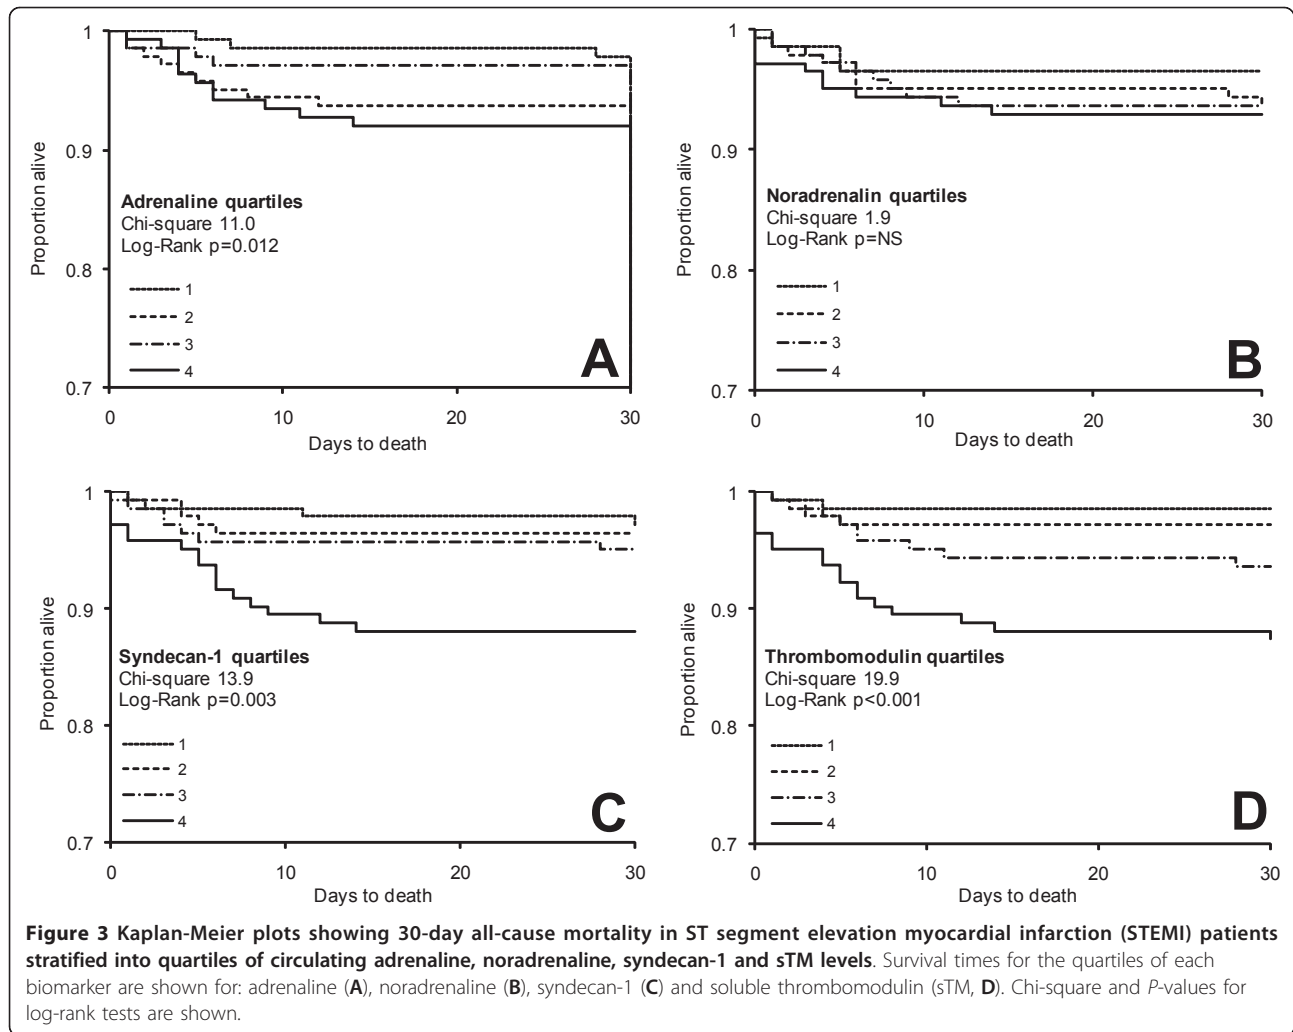 1
0.9
0.8
0.7
Proportion alive
Adrenaline quartiles
Chi-square 11.0
Log-Rank p=0.012
1
2
3
4
A
0
10
20
30
Days to death
1
0.9
0.8
0.7
Proportion alive
Noradrenalin quartiles
Chi-square 1.9
Log-Rank p=NS
1
2
3
4
B
0
10
20
30
Days to death
1
0.9
0.8
0.7
Proportion alive
Syndecan-1 quartiles
Chi-square 13.9
Log-Rank p=0.003
1
2
3
4
C
0
10
20
30
Days to death
1
0.9
0.8
0.7
Proportion alive
Thrombomodulin quartiles
Chi-square 19.9
Log-Rank p<0.001
1
2
3
4
D
0
10
20
30
Days to death
Figure 3 Kaplan-Meier plots showing 30-day all-cause mortality in ST segment elevation myocardial infarction (STEMI) patients
stratified into quartiles of circulating adrenaline, noradrenaline, syndecan-1 and sTM levels. Survival times for the quartiles of each
biomarker are shown for: adrenaline (A), noradrenaline (B), syndecan-1 (C) and soluble thrombomodulin (sTM, D). Chi-square and P-values for
log-rank tests are shown.